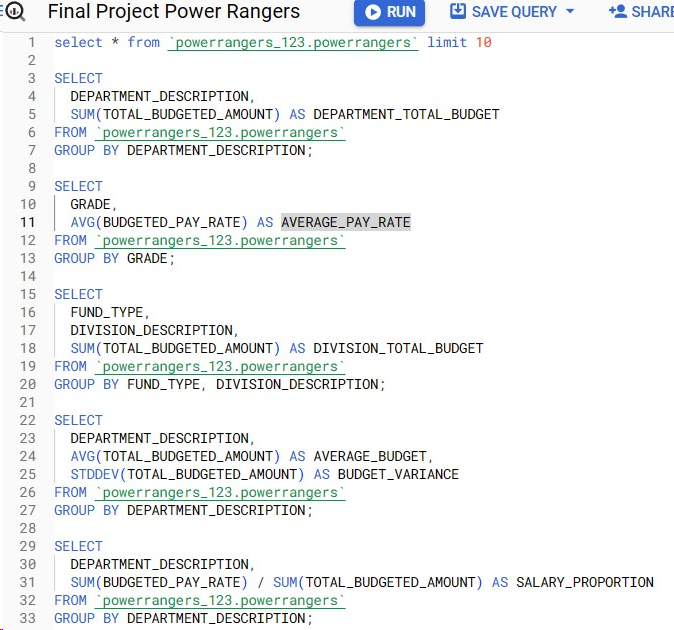 Final Project Power Rangers RUN SAVE QUERY SHARE
1 select * from `powerrangers_123.powerrangers` limit 10
2
3 SELECT
4 DEPARTMENT_DESCRIPTION,
5 SUM(TOTAL_BUDGETED_AMOUNT) AS DEPARTMENT_TOTAL_BUDGET
6 FROM `powerrangers_123.powerrangers`
7 GROUP BY DEPARTMENT_DESCRIPTION;
8
9 SELECT
10 GRADE,
11 AVG(BUDGETED_PAY_RATE) AS AVERAGE_PAY_RATE
12 FROM `powerrangers_123.powerrangers`
13 GROUP BY GRADE;
14
15 SELECT
16 FUND_TYPE,
17 DIVISION_DESCRIPTION,
18 SUM(TOTAL_BUDGETED_AMOUNT) AS DIVISION_TOTAL_BUDGET
19 FROM `powerrangers_123.powerrangers`
20 GROUP BY FUND_TYPE, DIVISION_DESCRIPTION;
21
22 SELECT
23 DEPARTMENT_DESCRIPTION,
24 AVG(TOTAL_BUDGETED_AMOUNT) AS AVERAGE_BUDGET,
25 STDDEV(TOTAL_BUDGETED_AMOUNT) AS BUDGET_VARIANCE
26 FROM `powerrangers_123.powerrangers`
27 GROUP BY DEPARTMENT_DESCRIPTION;
28
29 SELECT
30 DEPARTMENT_DESCRIPTION,
31 SUM(BUDGETED_PAY_RATE) / SUM(TOTAL_BUDGETED_AMOUNT) AS SALARY_PROPORTION
32 FROM `powerrangers_123.powerrangers`
33 GROUP BY DEPARTMENT_DESCRIPTION;